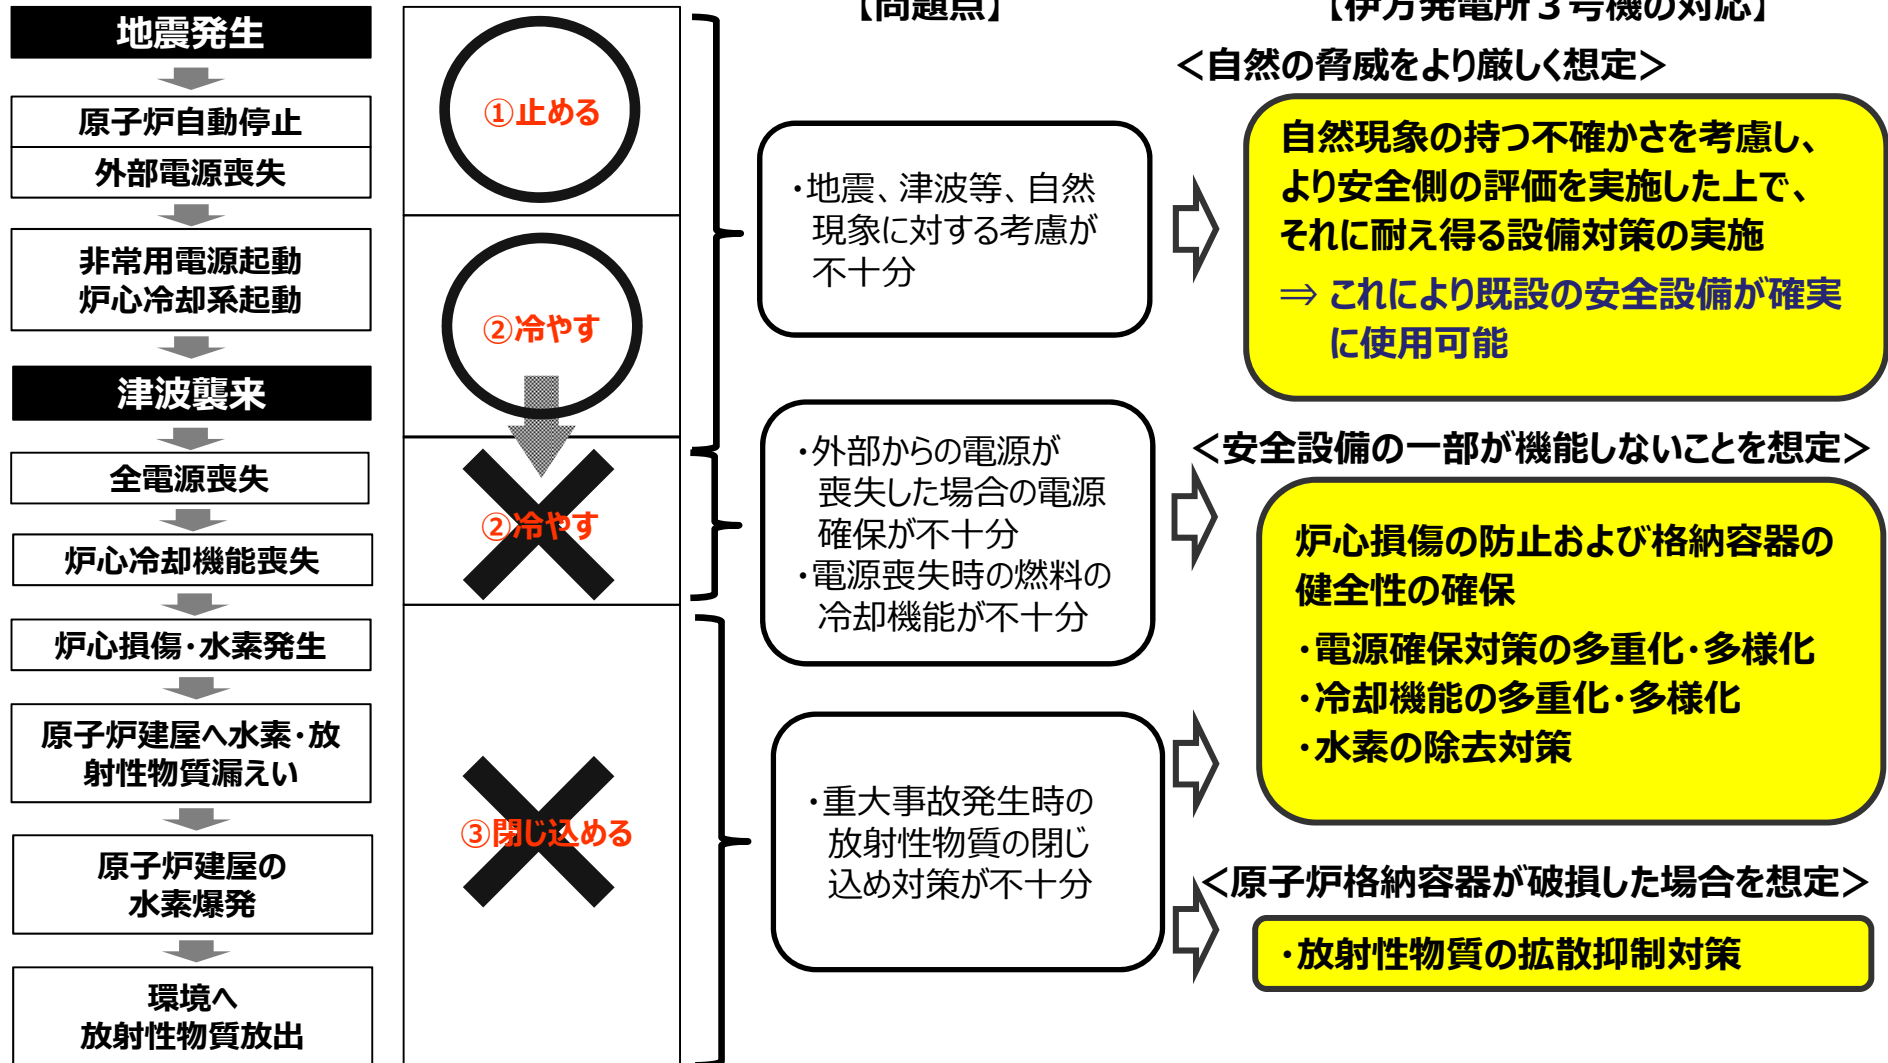 地震発生
原子炉自動停止
外部電源喪失
非常用電源起動
炉心冷却系起動
津波襲来
全電源喪失
炉心冷却機能喪失
炉心損傷・水素発生
原子炉建屋へ水素・放
射性物質漏えい
原子炉建屋の
水素爆発
環境へ
放射性物質放出
①止める
②冷やす
②冷やす
③閉じ込める
【問題点】
・地震、津波等、自然
現象に対する考慮が
不十分
・外部からの電源が
喪失した場合の電源
確保が不十分
・電源喪失時の燃料の
冷却機能が不十分
・重大事故発生時の
放射性物質の閉じ
込め対策が不十分
【伊方発電所３号機の対応】
＜自然の脅威をより厳しく想定＞
自然現象の持つ不確かさを考慮し、
より安全側の評価を実施した上で、
それに耐え得る設備対策の実施
⇒ これにより既設の安全設備が確実
に使用可能
＜安全設備の一部が機能しないことを想定＞
炉心損傷の防止および格納容器の
健全性の確保
・電源確保対策の多重化・多様化
・冷却機能の多重化・多様化
・水素の除去対策
＜原子炉格納容器が破損した場合を想定＞
・放射性物質の拡散抑制対策